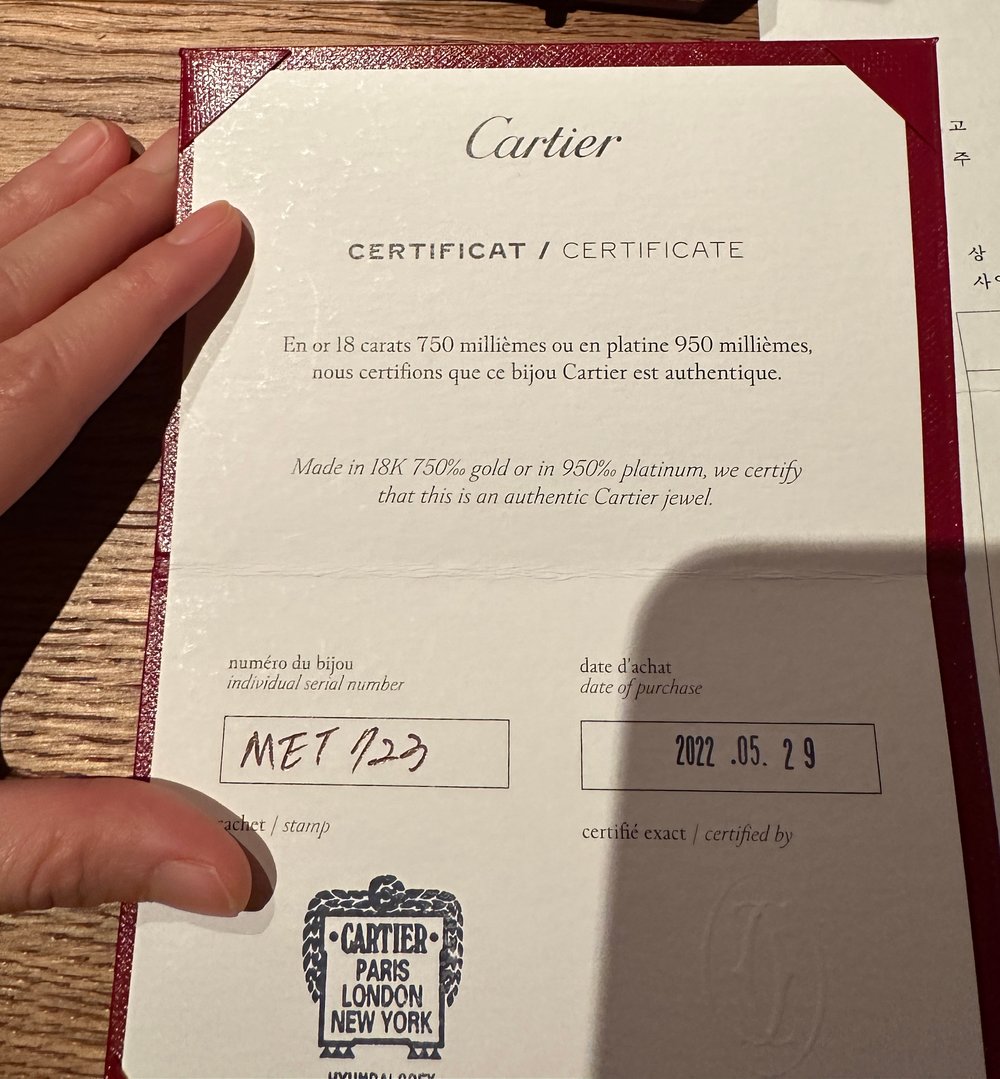 Cartier
CERTIFICAT / CERTIFICATE
En or 18 carats 750 millièmes ou en platine 950 millièmes,
nous certifions que ce bijou Cartier est authentique.
Made in 18K 750‰ gold or in 950‰ platinum, we certify
that this is an authentic Cartier jewel.
numéro du bijou
individual serial number
date d'achat
date of purchase
MET 723
2022 .05. 29
cachet / stamp
certifié exact / certified by
CARTIER
PARIS
LONDON
NEW YORK
고
주
상